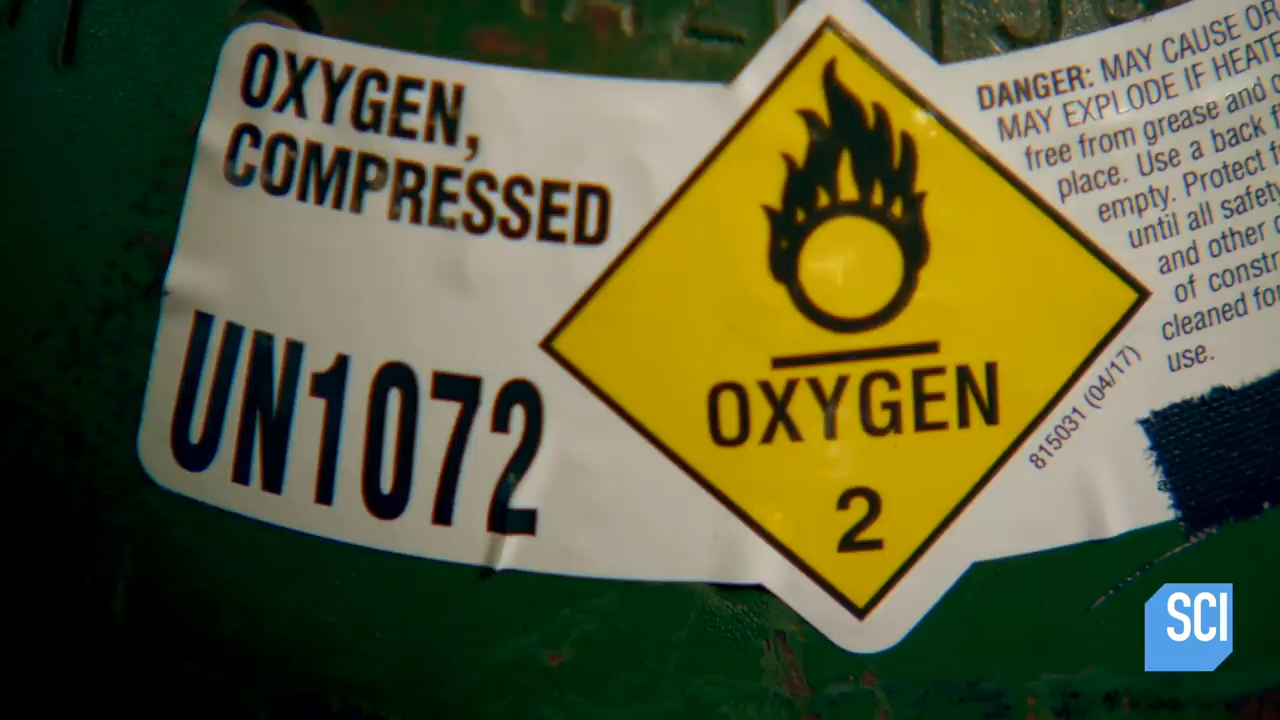 OXYGEN,
COMPRESSED
UN1072
OXYGEN
2
DANGER: MAY CAUSE OR
MAY EXPLODE IF HEATE
free from grease and
place. Use a back
empty. Protect
until all safety
and other
of constr
cleaned for
use.
815031 (04/17)
SCI